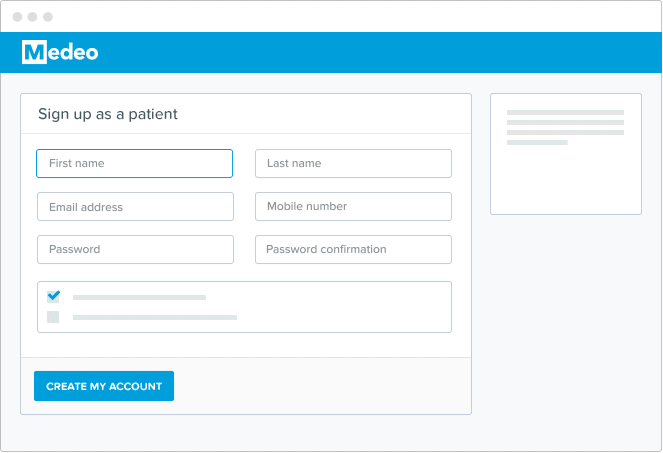 Medeo
Sign up as a patient
First name
Last name
Email address
Mobile number
Password
Password confirmation
CREATE MY ACCOUNT